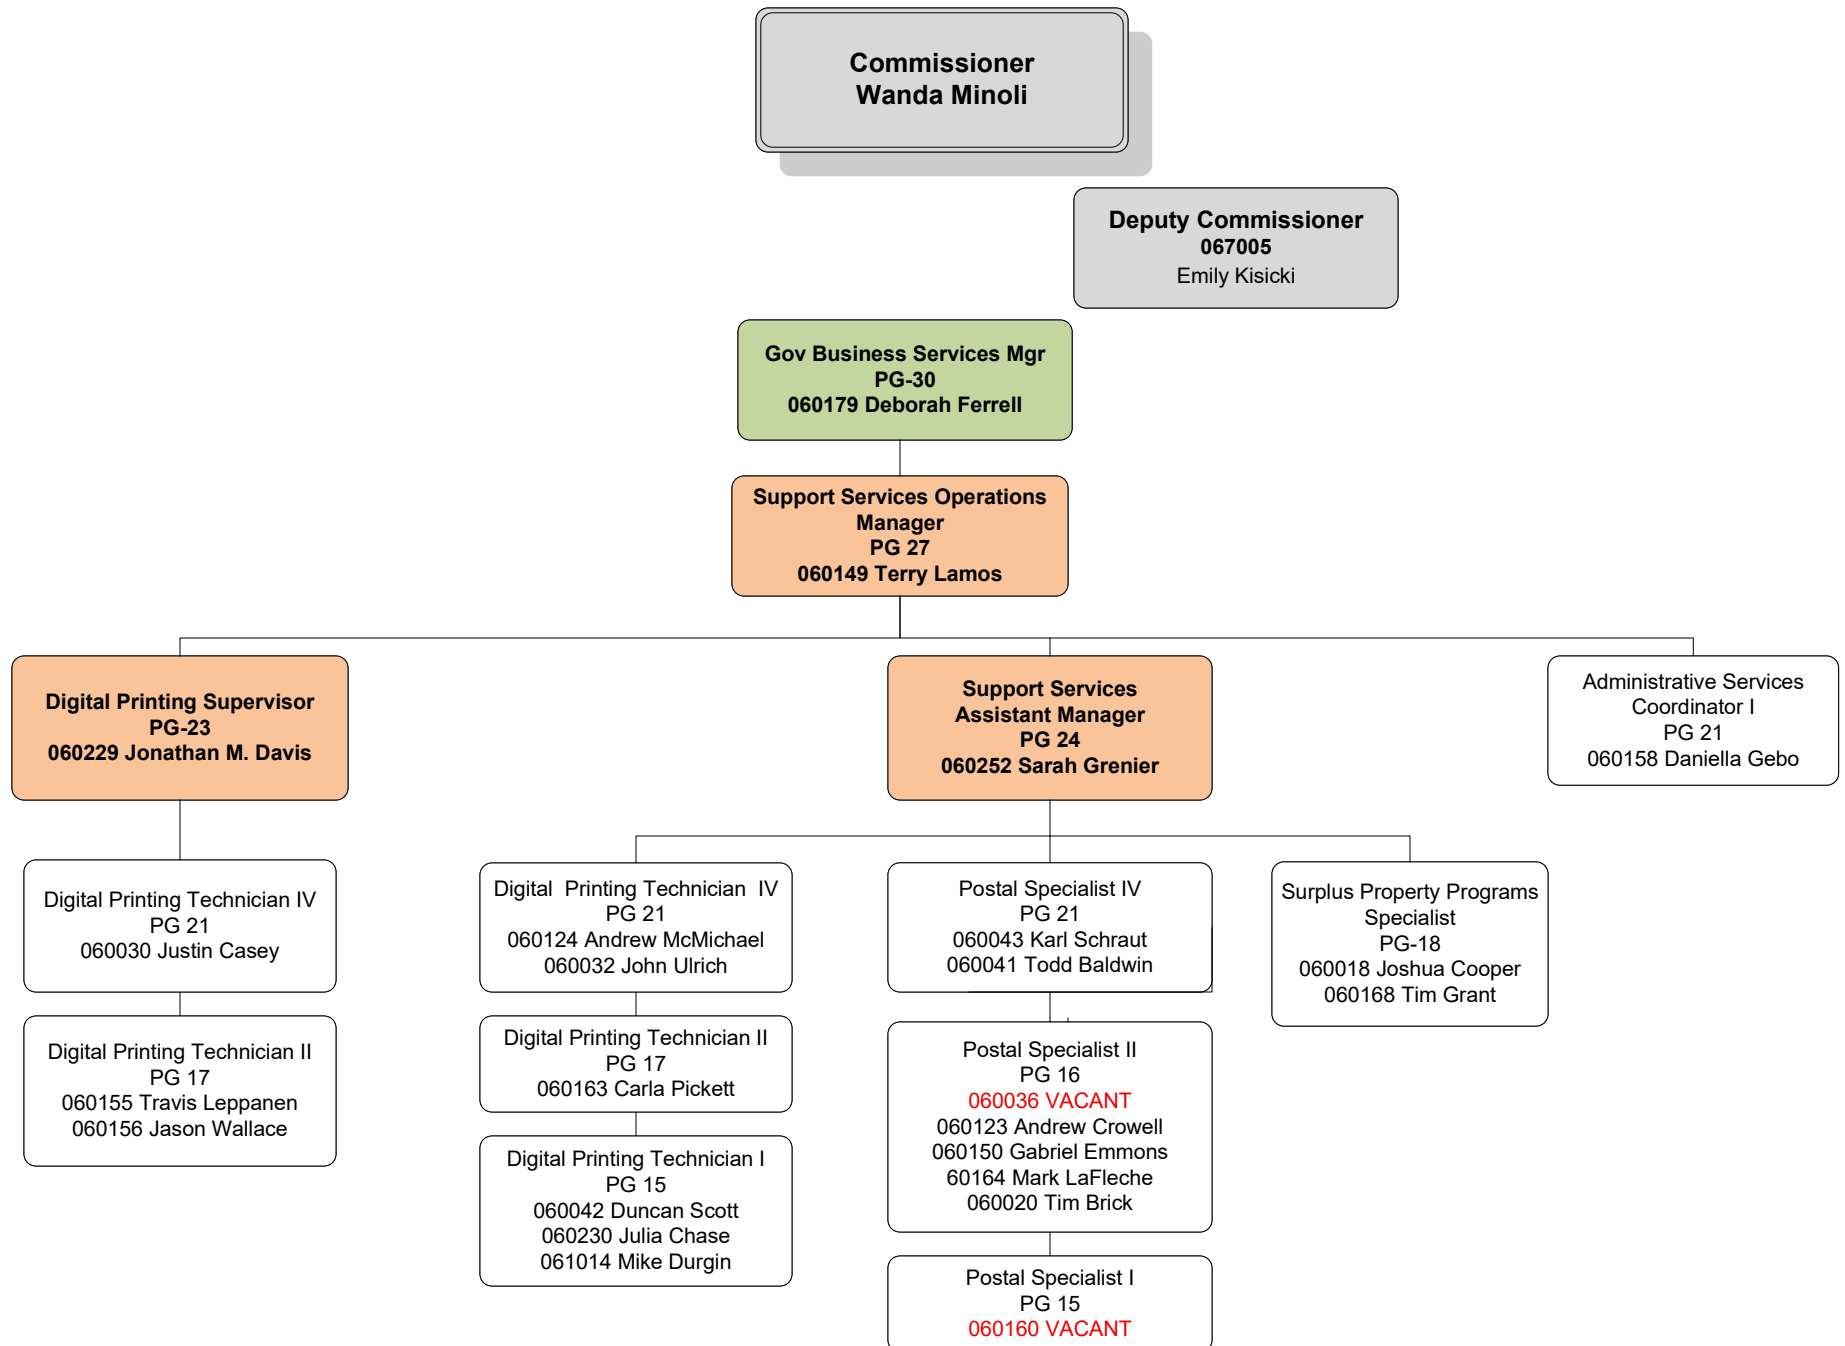 Commissioner
Wanda Minoli
Deputy Commissioner
067005
Emily Kisicki
Gov Business Services Mgr
PG-30
060179 Deborah Ferrell
Support Services Operations
Manager
PG 27
060149 Terry Lamos
Digital Printing Supervisor
PG-23
060229 Jonathan M. Davis
Support Services
Assistant Manager
PG 24
060252 Sarah Grenier
Administrative Services
Coordinator I
PG 21
060158 Daniella Gebo
Digital Printing Technician IV
PG 21
060030 Justin Casey
Digital Printing Technician II
PG 17
060155 Travis Leppanen
060156 Jason Wallace
Digital Printing Technician IV
PG 21
060124 Andrew McMichael
060032 John Ulrich
Digital Printing Technician II
PG 17
060163 Carla Pickett
Digital Printing Technician I
PG 15
060042 Duncan Scott
060230 Julia Chase
061014 Mike Durgin
Postal Specialist IV
PG 21
060043 Karl Schraut
060041 Todd Baldwin
Postal Specialist II
PG 16
060036 VACANT
060123 Andrew Crowell
060150 Gabriel Emmons
60164 Mark LaFleche
060020 Tim Brick
Postal Specialist I
PG 15
060160 VACANT
Surplus Property Programs
Specialist
PG-18
060018 Joshua Cooper
060168 Tim Grant